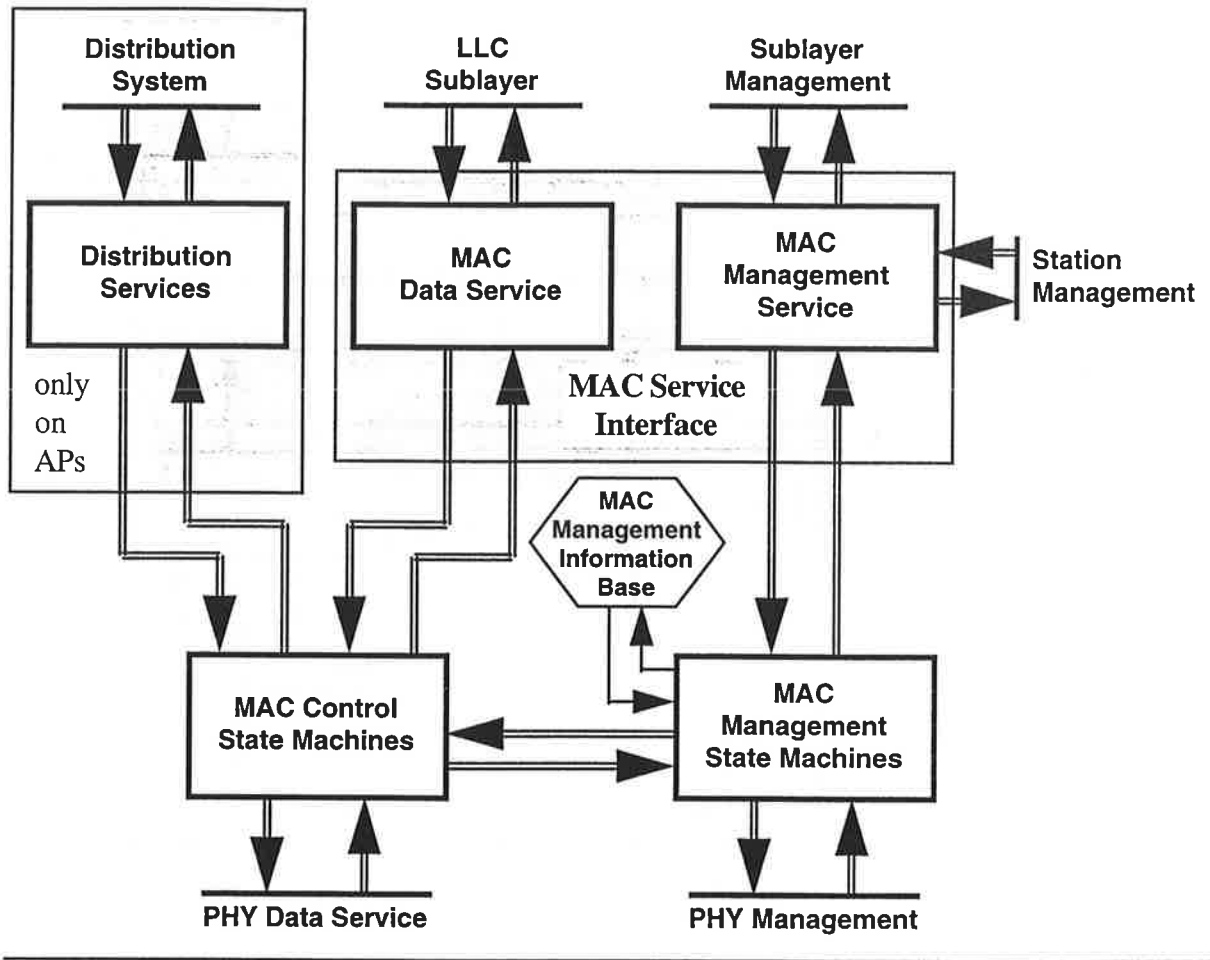 Distribution
System
LLC
Sublayer
Sublayer
Management
Distribution
Services
MAC
Data Service
MAC
Management
Service
Station
Management
only
on
APs
MAC Service
Interface
MAC
Management
Information
Base
MAC Control
State Machines
MAC
Management
State Machines
PHY Data Service
PHY Management